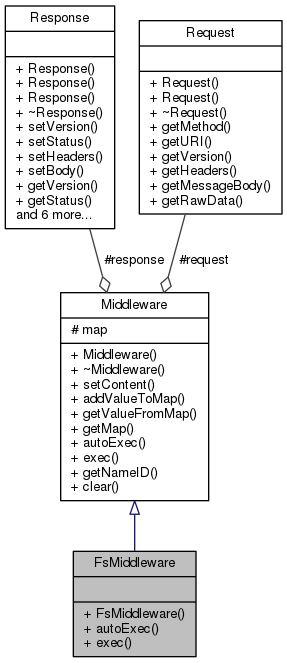 Response
+ Response()
+ Response()
+ Response()
+ ~Response()
+ setVersion()
+ setStatus()
+ setHeaders()
+ setBody()
+ getVersion()
+ getStatus()
and 6 more...
Request
+ Request()
+ Request()
+ ~Request()
+ getMethod()
+ getURI()
+ getVersion()
+ getHeaders()
+ getMessageBody()
+ getRawData()
#response
#request
Middleware
# map
+ Middleware()
+ ~Middleware()
+ setContent()
+ addValueToMap()
+ getValueFromMap()
+ getMap()
+ autoExec()
+ exec()
+ getNameID()
+ clear()
FsMiddleware
+ FsMiddleware()
+ autoExec()
+ exec()